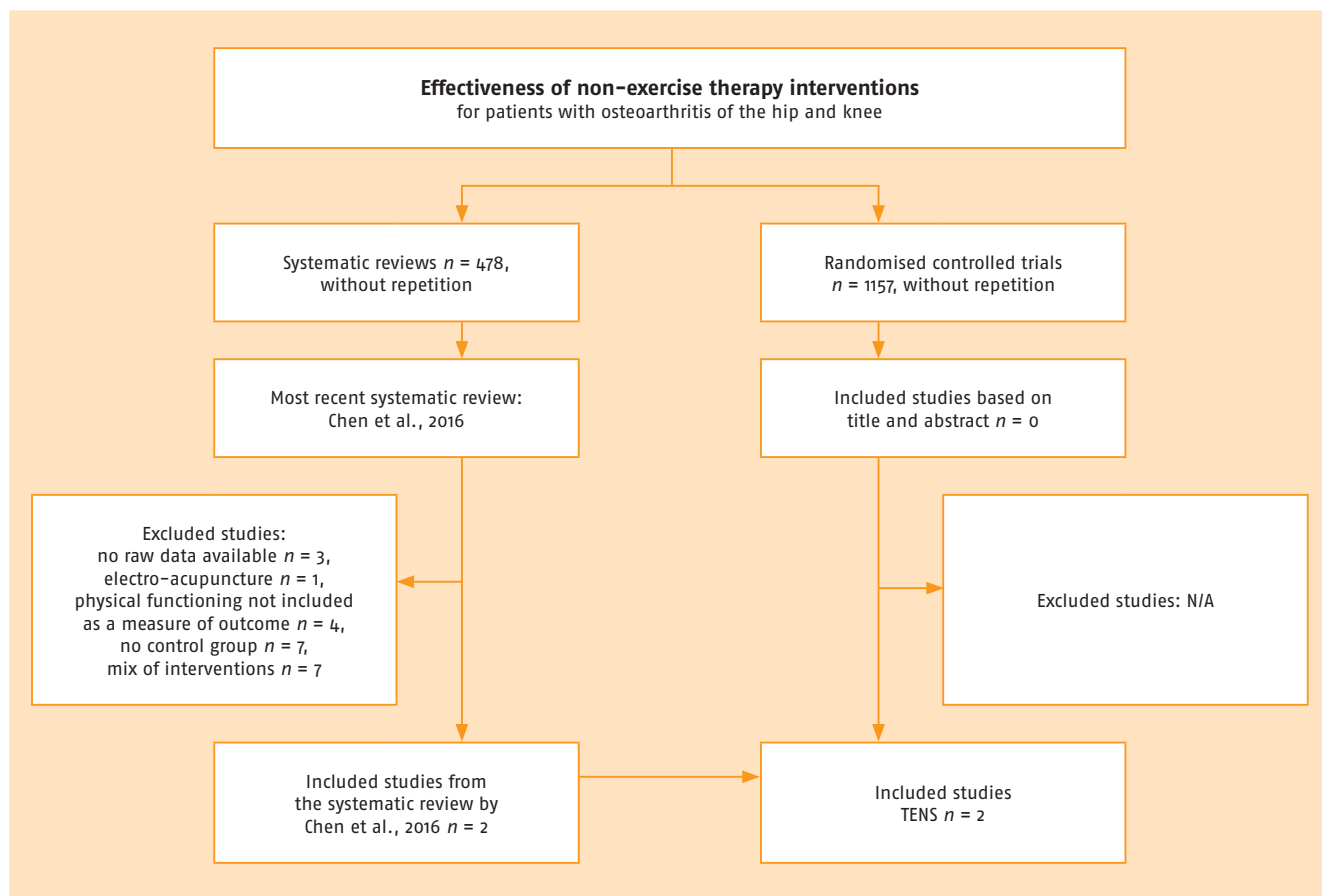 Effectiveness of non-exercise therapy interventions
for patients with osteoarthritis of the hip and knee
Systematic reviews n = 478,
without repetition
Randomised controlled trials
n = 1157, without repetition
Most recent systematic review:
Chen et al., 2016
Included studies based on
title and abstract n = 0
Excluded studies:
no raw data available n = 3,
electro-acupuncture n = 1,
physical functioning not included
as a measure of outcome n = 4,
no control group n = 7,
mix of interventions n = 7
Excluded studies: N/A
Included studies from
the systematic review by
Chen et al., 2016 n = 2
Included studies
TENS n = 2